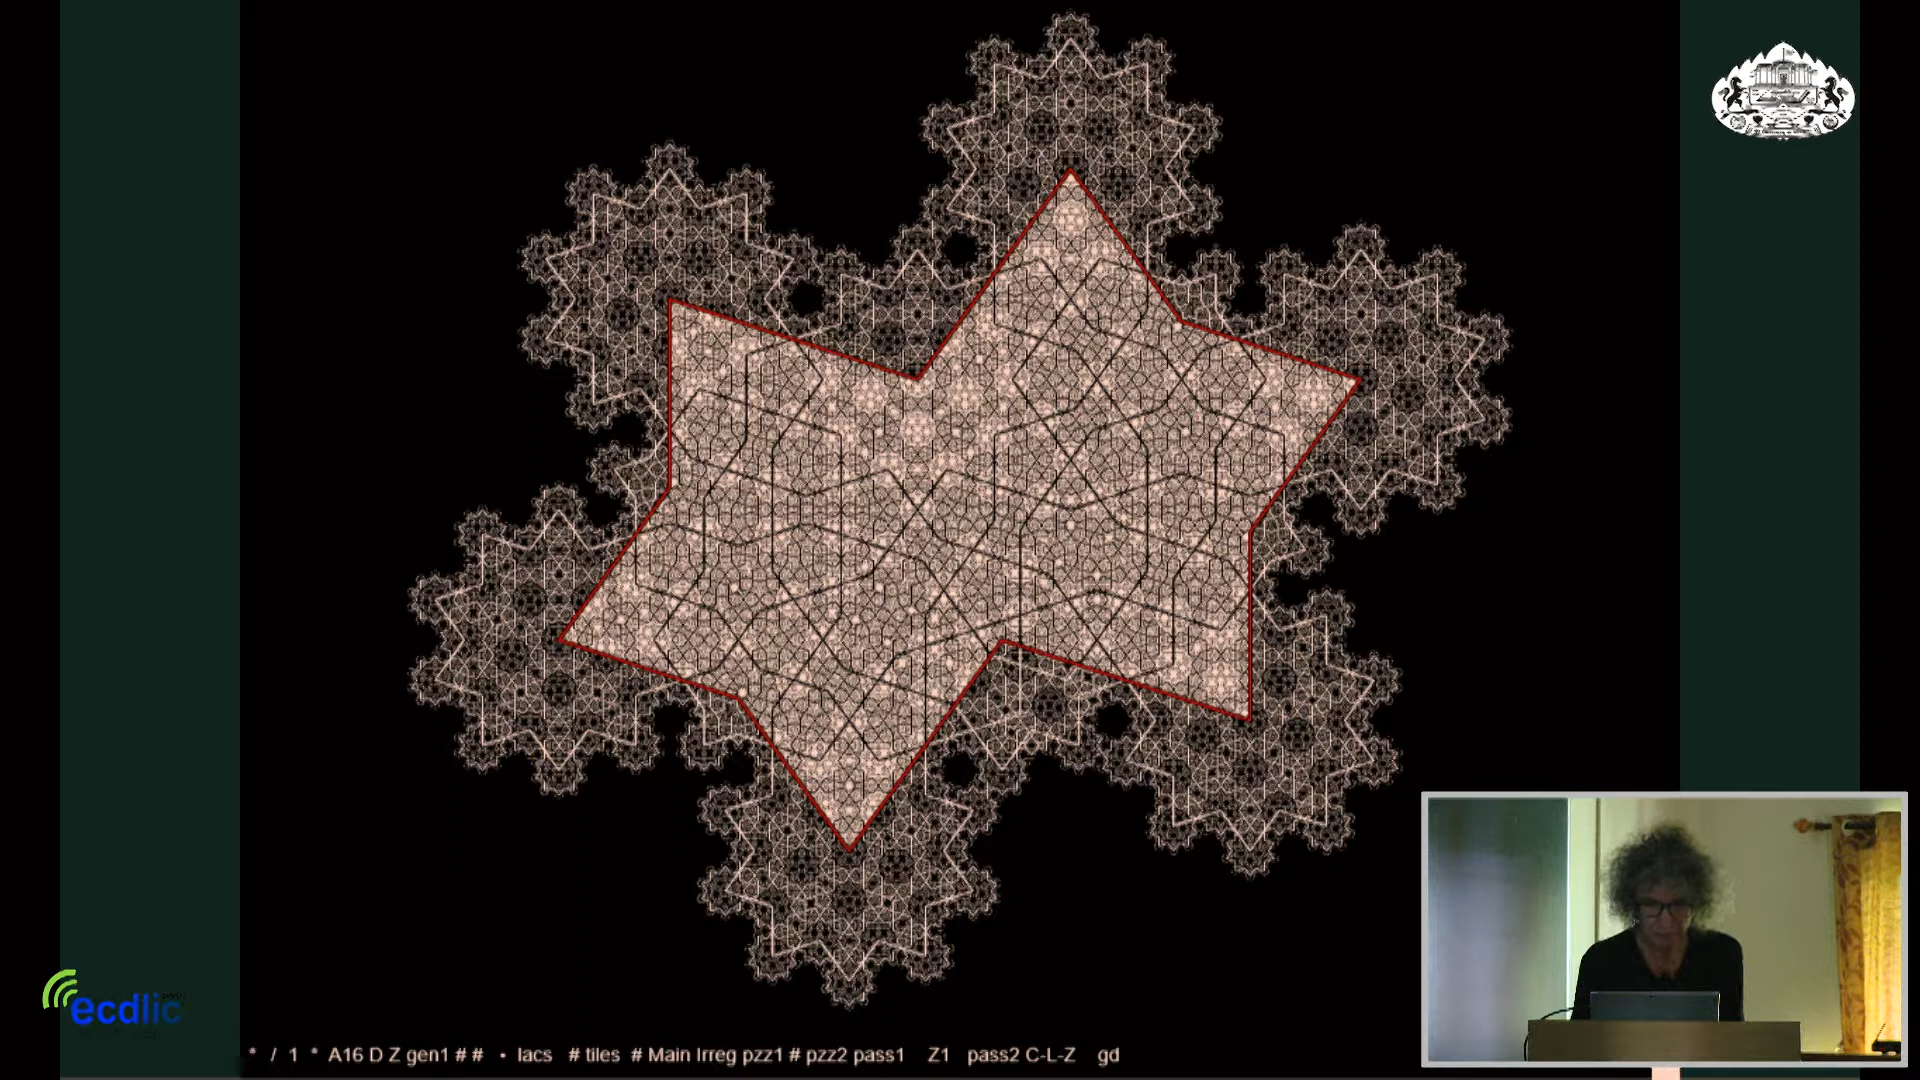 ecdlic
* / 1 * A16 D Z gen1 # # • lacs # tiles # Main Irreg pzz1 # pzz2 pass1 Z1 pass2 C-L-Z gd